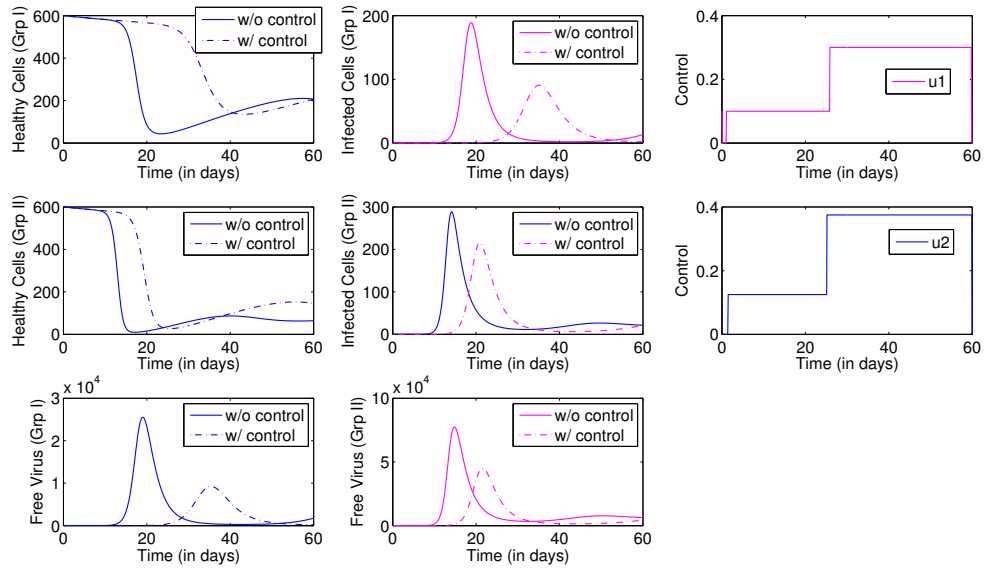 Healthy Cells (Grp I)
600
400
200
0
0
20
40
60
Time (in days)
w/o control
w/ control
Infected Cells (Grp I)
200
100
0
0
20
40
60
Time (in days)
w/o control
w/ control
Control
0.4
0.2
0
0
20
40
60
Time (in days)
u1
Healthy Cells (Grp II)
600
400
200
0
0
20
40
60
Time (in days)
w/o control
w/ control
Infected Cells (Grp II)
300
200
100
0
0
20
40
60
Time (in days)
w/o control
w/ control
Control
0.4
0.2
0
0
20
40
60
Time (in days)
u2
Free Virus (Grp I)
x 10^4
3
2
1
0
0
20
40
60
Time (in days)
w/o control
w/ control
Free Virus (Grp II)
x 10^4
10
5
0
0
20
40
60
Time (in days)
w/o control
w/ control